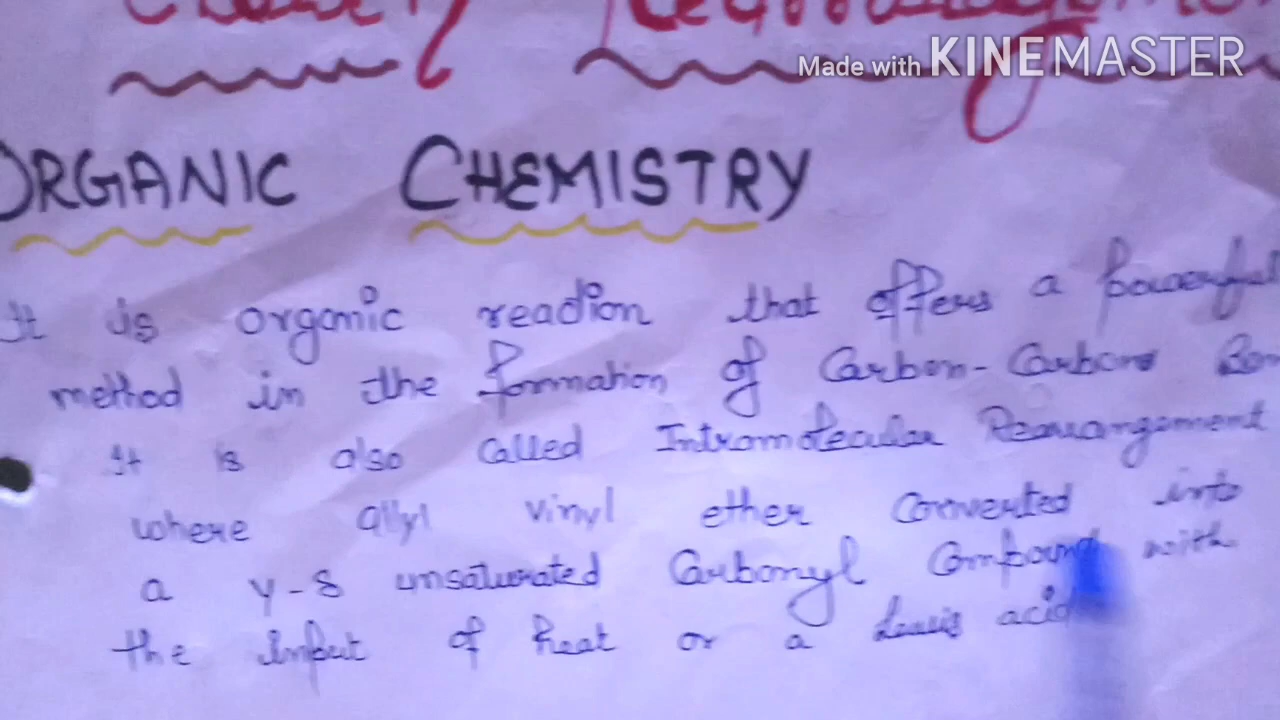 Made with KINEMASTER
ORGANIC CHEMISTRY
It is organic reaction that offers a powerful
method in the formation of Carbon-Carbon
It is also called Intramolecular Rearrangement
where allyl vinyl ether converted into
a γ-δ unsaturated Carbonyl Compound with
the input of heat or a Lewis acid